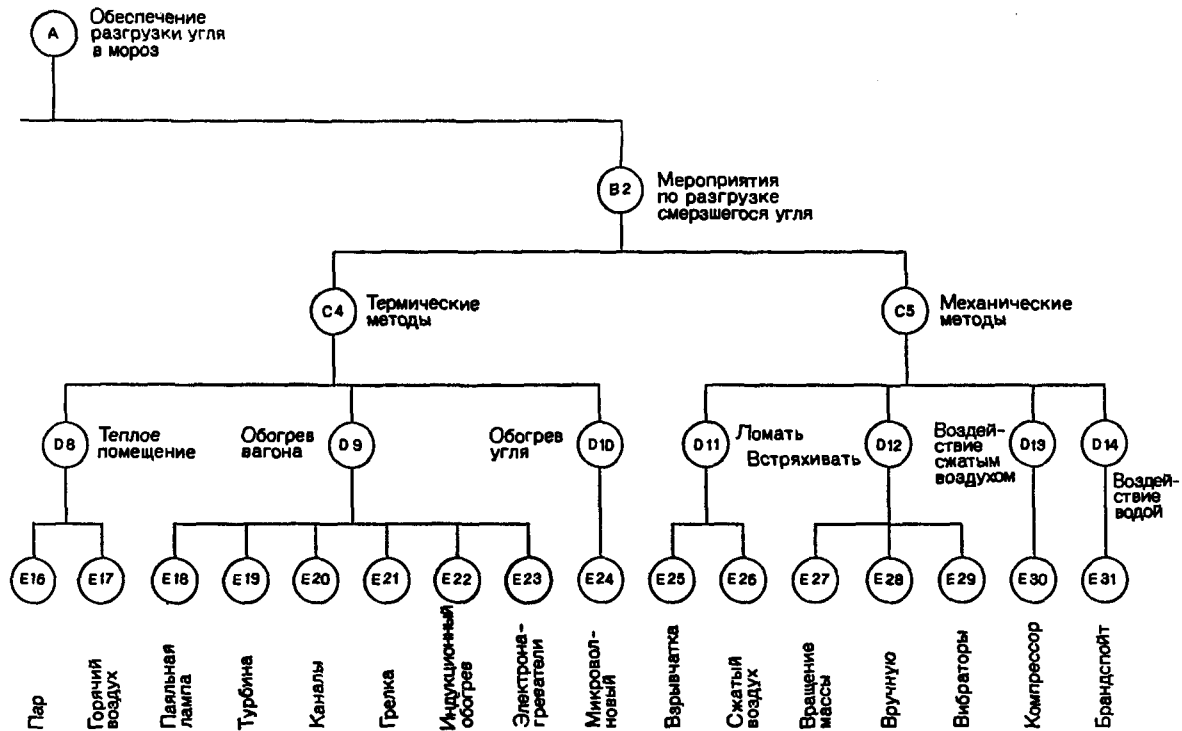 A
Обеспечение
разгрузки угля
в мороз
B2
Мероприятия
по разгрузке
смерзшегося угля
C4
Термические
методы
C5
Механические
методы
D8
Теплое
помещение
Обогрев
вагона
D9
Обогрев
угля
D10
D11
Ломать
Встряхивать
D12
Воздей-
ствие
сжатым
воздухом
D13
D14
Воздей-
ствие
водой
E16
E17
E18
E19
E20
E21
E22
E23
E24
E25
E26
E27
E28
E29
E30
E31
Пар
Горячий
воздух
Паяльная
лампа
Турбина
Каналы
Грелка
Индукционный
обогрев
Электрона-
греватели
Микровол-
новый
Взрывчатка
Сжатый
воздух
Вращение
массы
Вручную
Вибраторы
Компрессор
Брандспойт